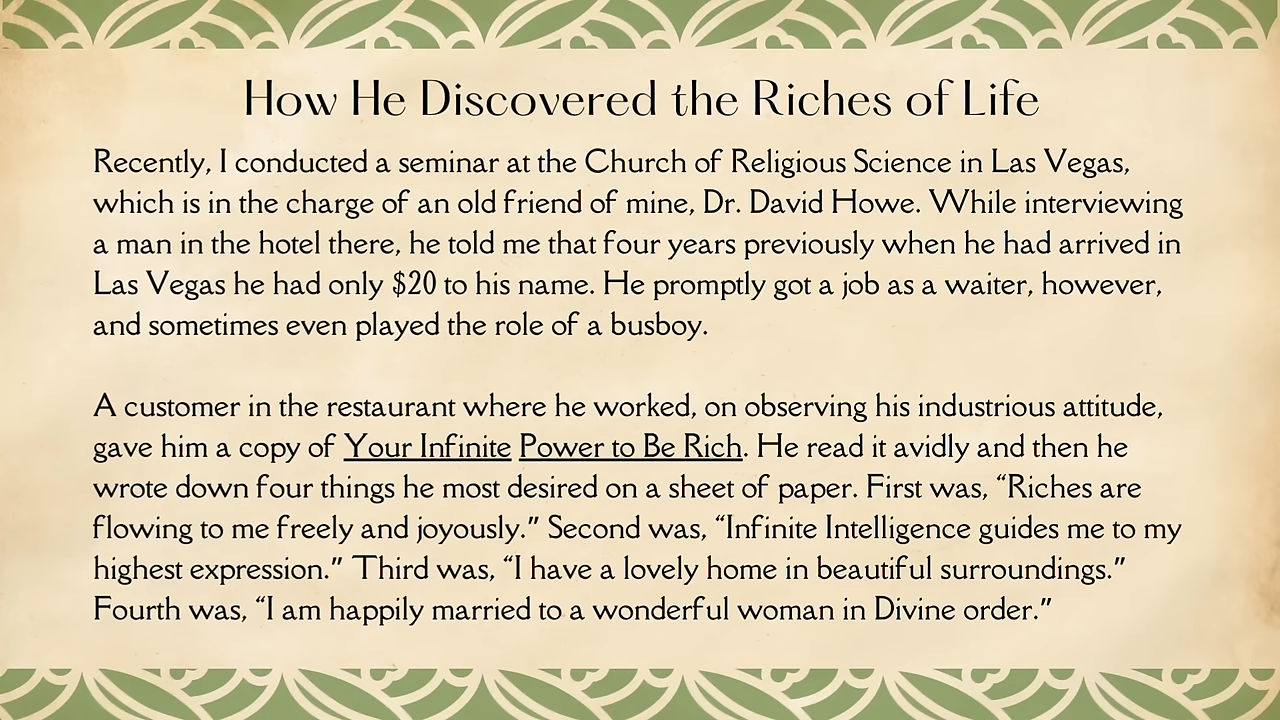 How He Discovered the Riches of Life
Recently, I conducted a seminar at the Church of Religious Science in Las Vegas,
which is in the charge of an old friend of mine, Dr. David Howe. While interviewing
a man in the hotel there, he told me that four years previously when he had arrived in
Las Vegas he had only $20 to his name. He promptly got a job as a waiter, however,
and sometimes even played the role of a busboy.
A customer in the restaurant where he worked, on observing his industrious attitude,
gave him a copy of Your Infinite Power to Be Rich. He read it avidly and then he
wrote down four things he most desired on a sheet of paper. First was, “Riches are
flowing to me freely and joyously.” Second was, “Infinite Intelligence guides me to my
highest expression.” Third was, “I have a lovely home in beautiful surroundings.”
Fourth was, “I am happily married to a wonderful woman in Divine order.”